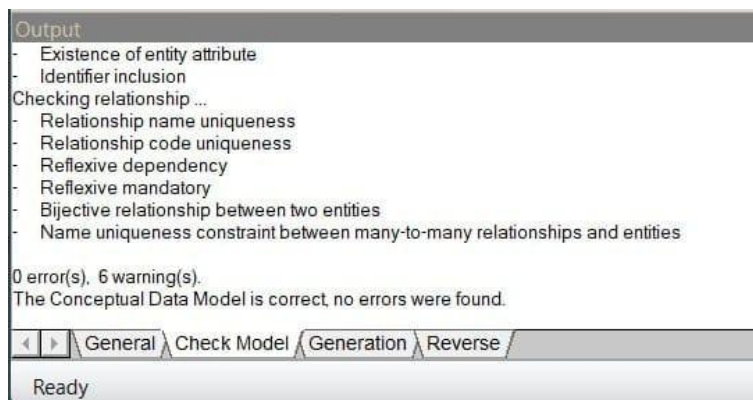 Output
- Existence of entity attribute
- Identifier inclusion
Checking relationship ...
- Relationship name uniqueness
- Relationship code uniqueness
- Reflexive dependency
- Reflexive mandatory
- Bijective relationship between two entities
- Name uniqueness constraint between many-to-many relationships and entities
0 error(s), 6 warning(s).
The Conceptual Data Model is correct, no errors were found.
General Check Model Generation Reverse
Ready